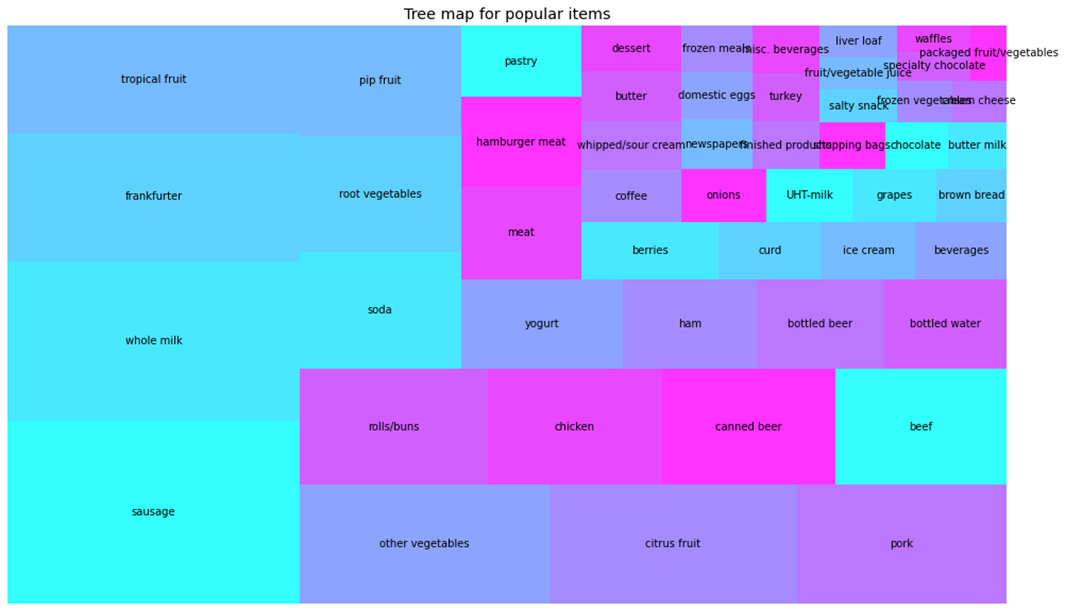 Tree map for popular items
tropical fruit
pip fruit
pastry
dessert
frozen meals
misc. beverages
liver loaf
waffles
packaged fruit/vegetables
specialty chocolate
fruit/vegetable juice
butter
domestic eggs
turkey
salty snack
frozen vegetables
cream cheese
hamburger meat
whipped/sour cream
newspapers
finished products
shopping bags
chocolate
butter milk
frankfurter
root vegetables
meat
coffee
onions
UHT-milk
grapes
brown bread
berries
curd
ice cream
beverages
whole milk
soda
yogurt
ham
bottled beer
bottled water
rolls/buns
chicken
canned beer
beef
sausage
other vegetables
citrus fruit
pork